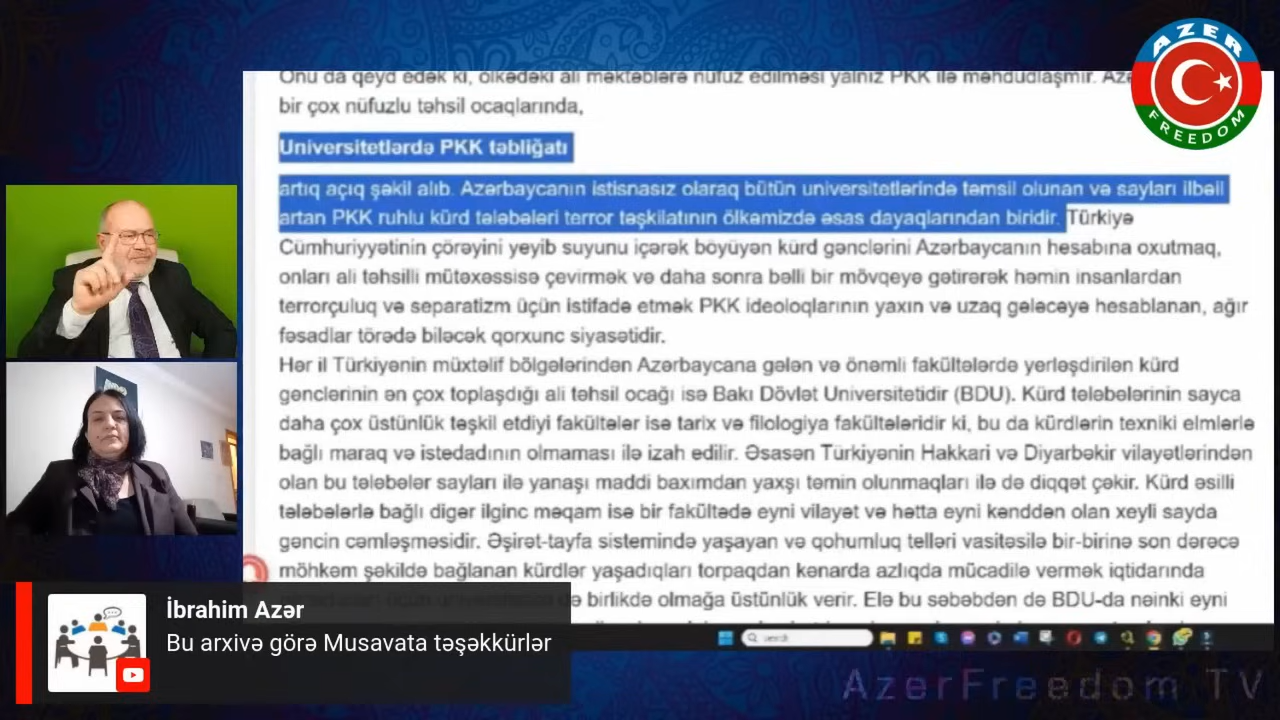 AZER
FREEDOM
Onu da qeyd edək ki, ölkədəki ali məktəblərə nüfuz edilməsi yalnız PKK ilə məhdudlaşmır.
bir çox nüfuzlu təhsil ocaqlarında,
Universitetlərdə PKK təbliğatı
artıq açıq şəkil alıb. Azərbaycanın istisnasız olaraq bütün universitetlərində təmsil olunan və sayları ilbəil
artan PKK ruhlu kürd tələbələri terror təşkilatının ölkəmizdə əsas dayaqlarından biridir. Türkiyə
Cümhuriyyətinin çörəyini yeyib suyunu içərək böyüyən kürd gənclərini Azərbaycanın hesabına oxutmaq,
onları ali təhsilli mütəxəssisə çevirmək və daha sonra bəlli bir mövqeyə gətirərək həmin insanlardan
terrorçuluq və separatizm üçün istifadə etmək PKK ideoloqlarının yaxın və uzaq gələcəyə hesablanan, ağır
fəsadlar törədə biləcək qorxunc siyasətidir.
Hər il Türkiyənin müxtəlif bölgələrindən Azərbaycana gələn və önəmli fakültələrdə yerləşdirilən kürd
gənclərinin ən çox toplaşdığı ali təhsil ocağı isə Bakı Dövlət Universitetidir (BDU). Kürd tələbələrinin sayca
daha çox üstünlük təşkil etdiyi fakültələr isə tarix və filologiya fakültələridir ki, bu da kürdlərin texniki elmlərlə
bağlı maraq və istedadının olmaması ilə izah edilir. Əsasən Türkiyənin Hakkari və Diyarbəkir vilayətlərindən
olan bu tələbələr sayları ilə yanaşı maddi baxımdan yaxşı təmin olunmaqları ilə də diqqət çəkir. Kürd əsilli
tələbələrlə bağlı digər ilginc məqam isə bir fakültədə eyni vilayət və hətta eyni kənddən olan xeyli sayda
gəncin cəmləşməsidir. Əşirət-tayfa sistemində yaşayan və qohumluq telləri vasitəsilə bir-birinə son dərəcə
möhkəm şəkildə bağlanan kürdlər yaşadıqları torpaqdan kənarda azlıqda mücadilə vermək iqtidarında
də birlikdə olmağa üstünlük verir. Elə bu səbəbdən də BDU-da nəinki eyni
İbrahim Azər
Bu arxivə görə Musavata təşəkkürlər
AzerFreedom TV